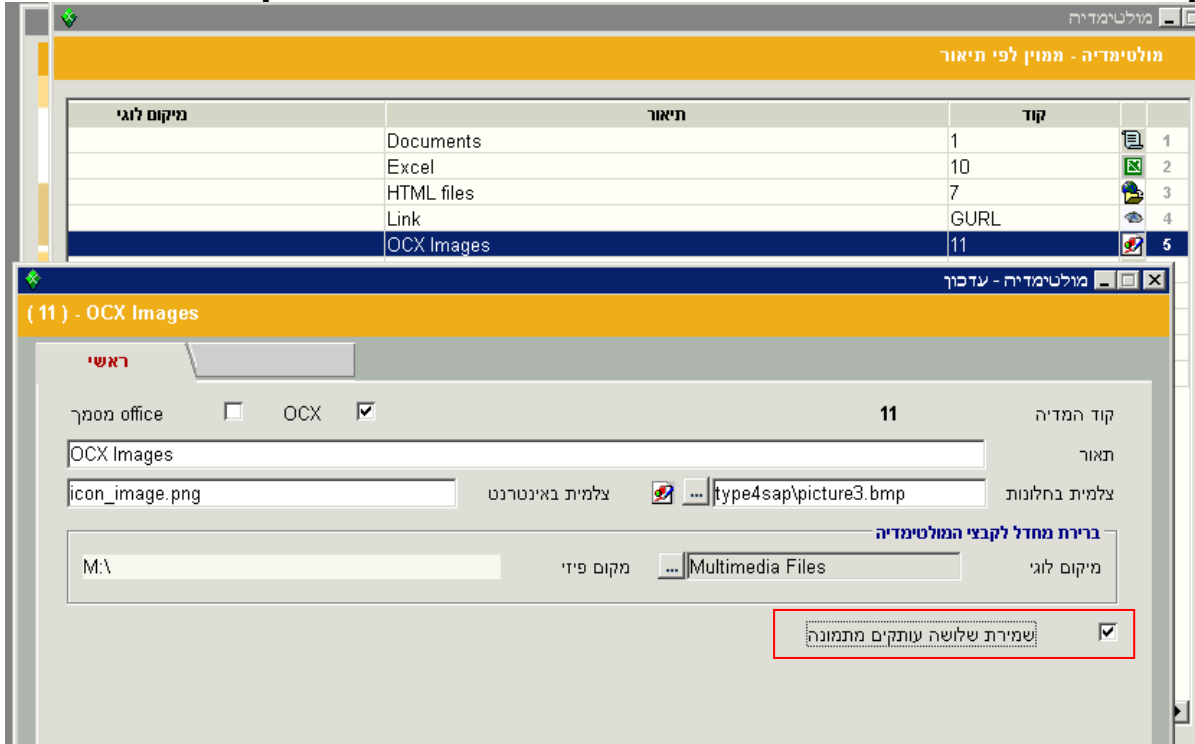 מולטימדיה
מולטימדיה - ממוין לפי תיאור
קוד תיאור מיקום לוגי
1 1 Documents
2 10 Excel
3 7 HTML files
4 GURL Link
5 11 OCX Images
מולטימדיה - עדכון
( 11 ) - OCX Images
ראשי
קוד המדיה 11 OCX מסמך office
תאור OCX Images
צלמית בחלונות type4sap\picture3.bmp ... צלמית באינטרנט icon_image.png
ברירת מחדל לקבצי המולטימדיה
מיקום לוגי Multimedia Files ... מקום פיזי M:\
שמירת שלושה עותקים מתמונה